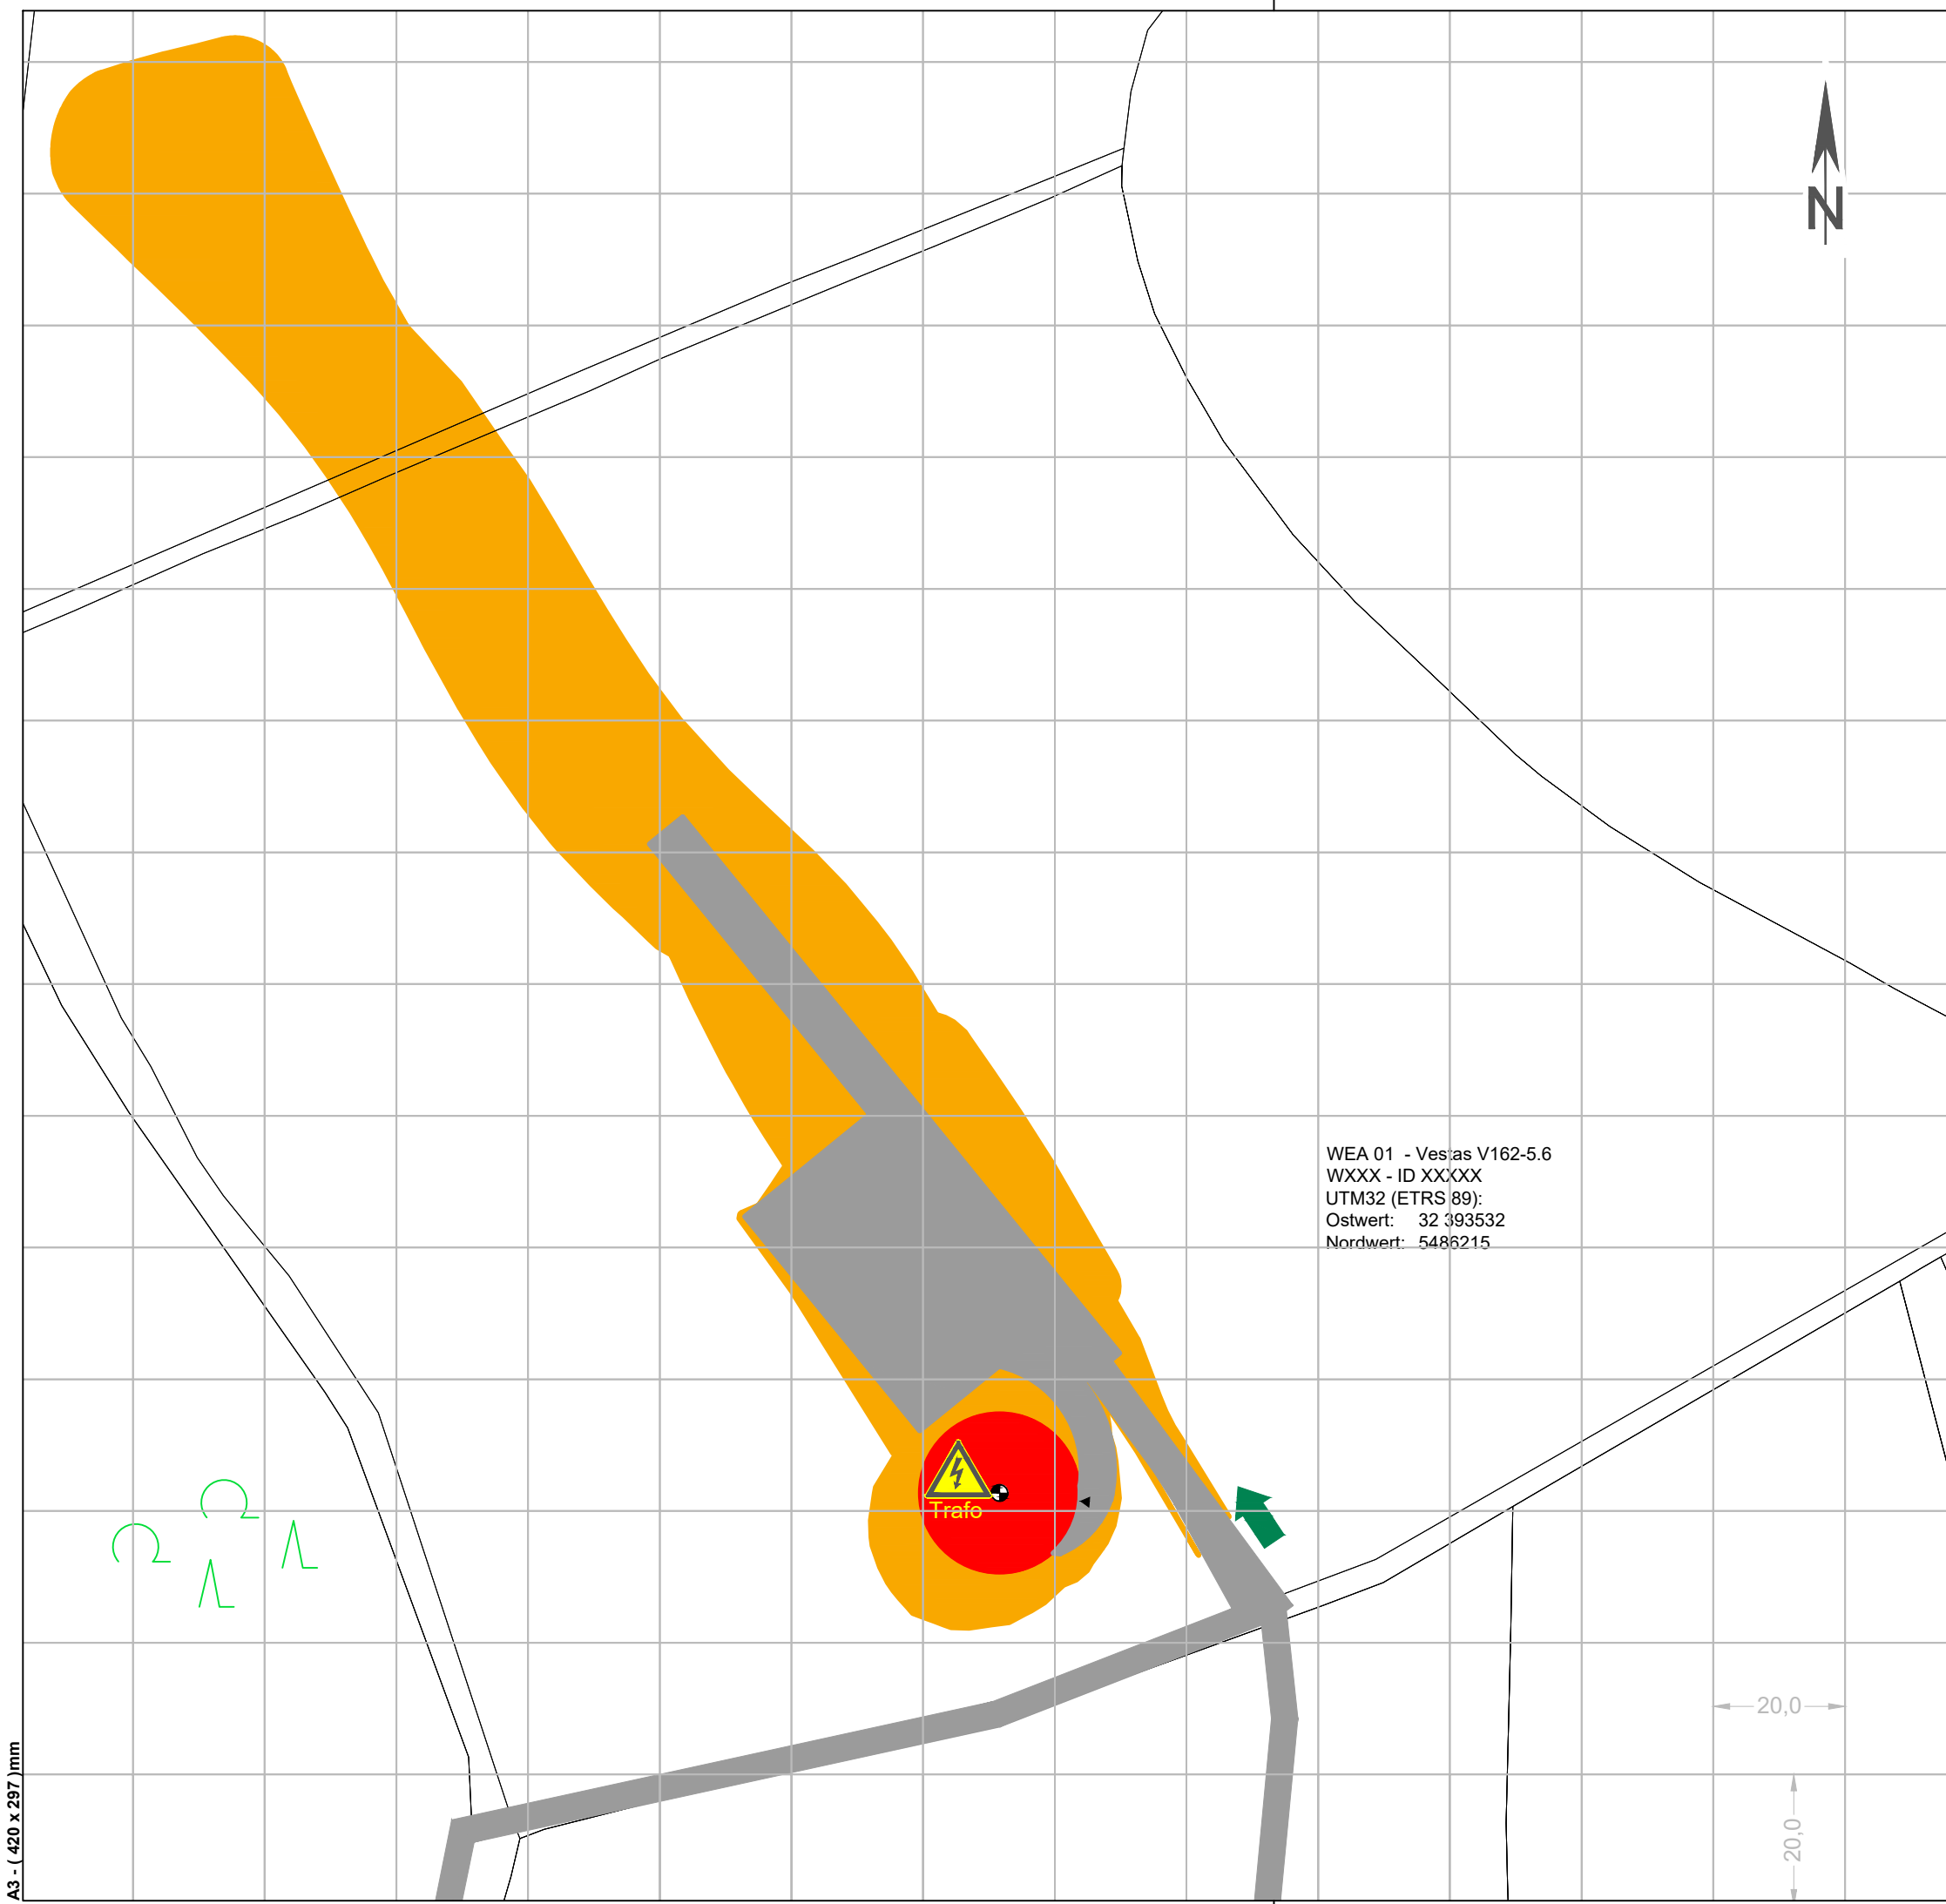 N
WEA 01 - Vestas V162-5.6
WXXX - ID XXXXX
UTM32 (ETRS 89):
Ostwert: 32 393532
Nordwert: 5486215
Trafo
20,0
20,0
A3 - ( 420 x 297 )mm